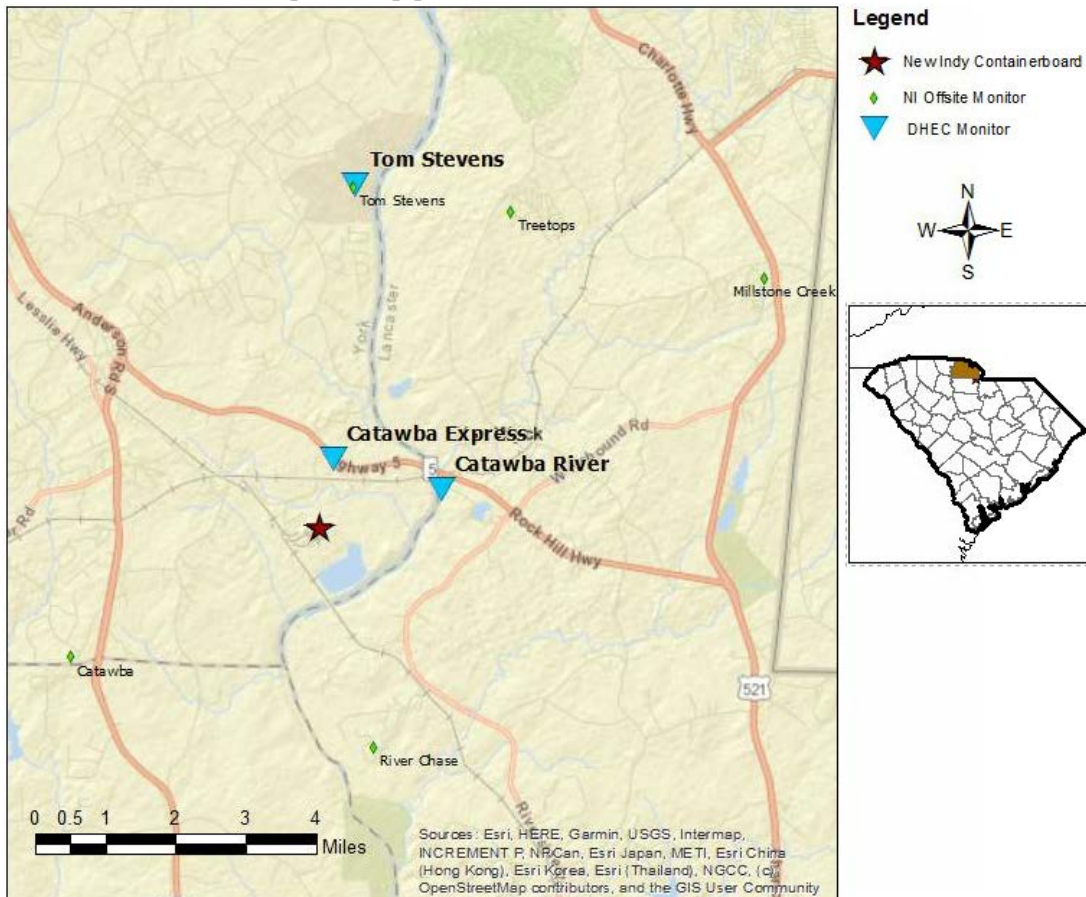 Legend
New Indy Containerboard
NI Offsite Monitor
DHEC Monitor
N
W
E
S
Charlotte Hwy
Tom Stevens
Tom Stevens
Treetops
Millstone Creek
York
Lancaster
Lesslie Hwy
Anderson Rd S
Catawba Express
ighway 5
5
Catawba River
Rock Hill Hwy
Catawba
521
River Chase
0 0.5 1 2 3 4
Miles
Sources: Esri, HERE, Garmin, USGS, Intermap,
INCREMENT P, NRCan, Esri Japan, METI, Esri China
(Hong Kong), Esri Korea, Esri (Thailand), NGCC, (c)
OpenStreetMap contributors, and the GIS User Community